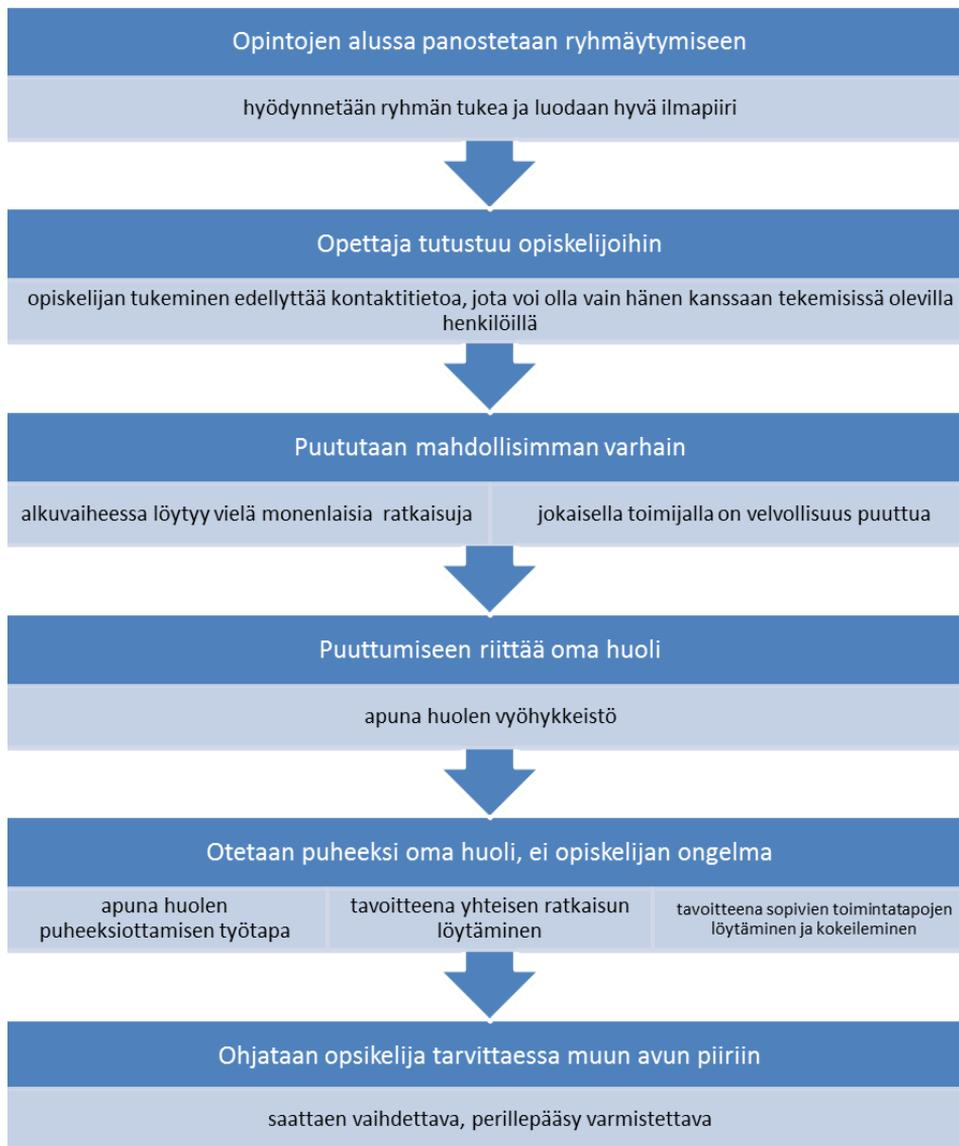 Opintojen alussa panostetaan ryhmäytymiseen
hyödynnetään ryhmän tukea ja luodaan hyvä ilmapiiri
Opettaja tutustuu opiskelijoihin
opiskelijan tukeminen edellyttää kontaktitietoa, jota voi olla vain hänen kanssaan tekemisissä olevilla
henkilöillä
Puututaan mahdollisimman varhain
alkuvaiheessa löytyy vielä monenlaisia ratkaisuja
jokaisella toimijalla on velvollisuus puuttua
Puuttumiseen riittää oma huoli
apuna huolen vyöhykkeistö
Otetaan puheeksi oma huoli, ei opiskelijan ongelma
apuna huolen
puheeksiottamisen työtapa
tavoitteena yhteisen ratkaisun
löytäminen
tavoitteena sopivien toimintatapojen
löytäminen ja kokeileminen
Ohjataan opsikelija tarvittaessa muun avun piiriin
saattaen vaihdettava, perillepääsy varmistettava